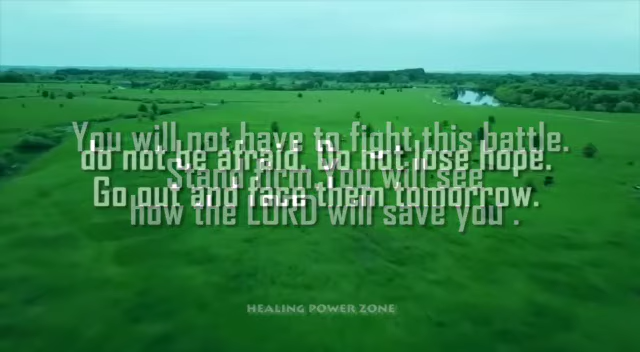 You will not have to fight this battle.
do not be afraid. Do not lose hope.
Stand firm. You will see
Go out and face them tomorrow.
how the LORD will save you .
HEALING POWER ZONE